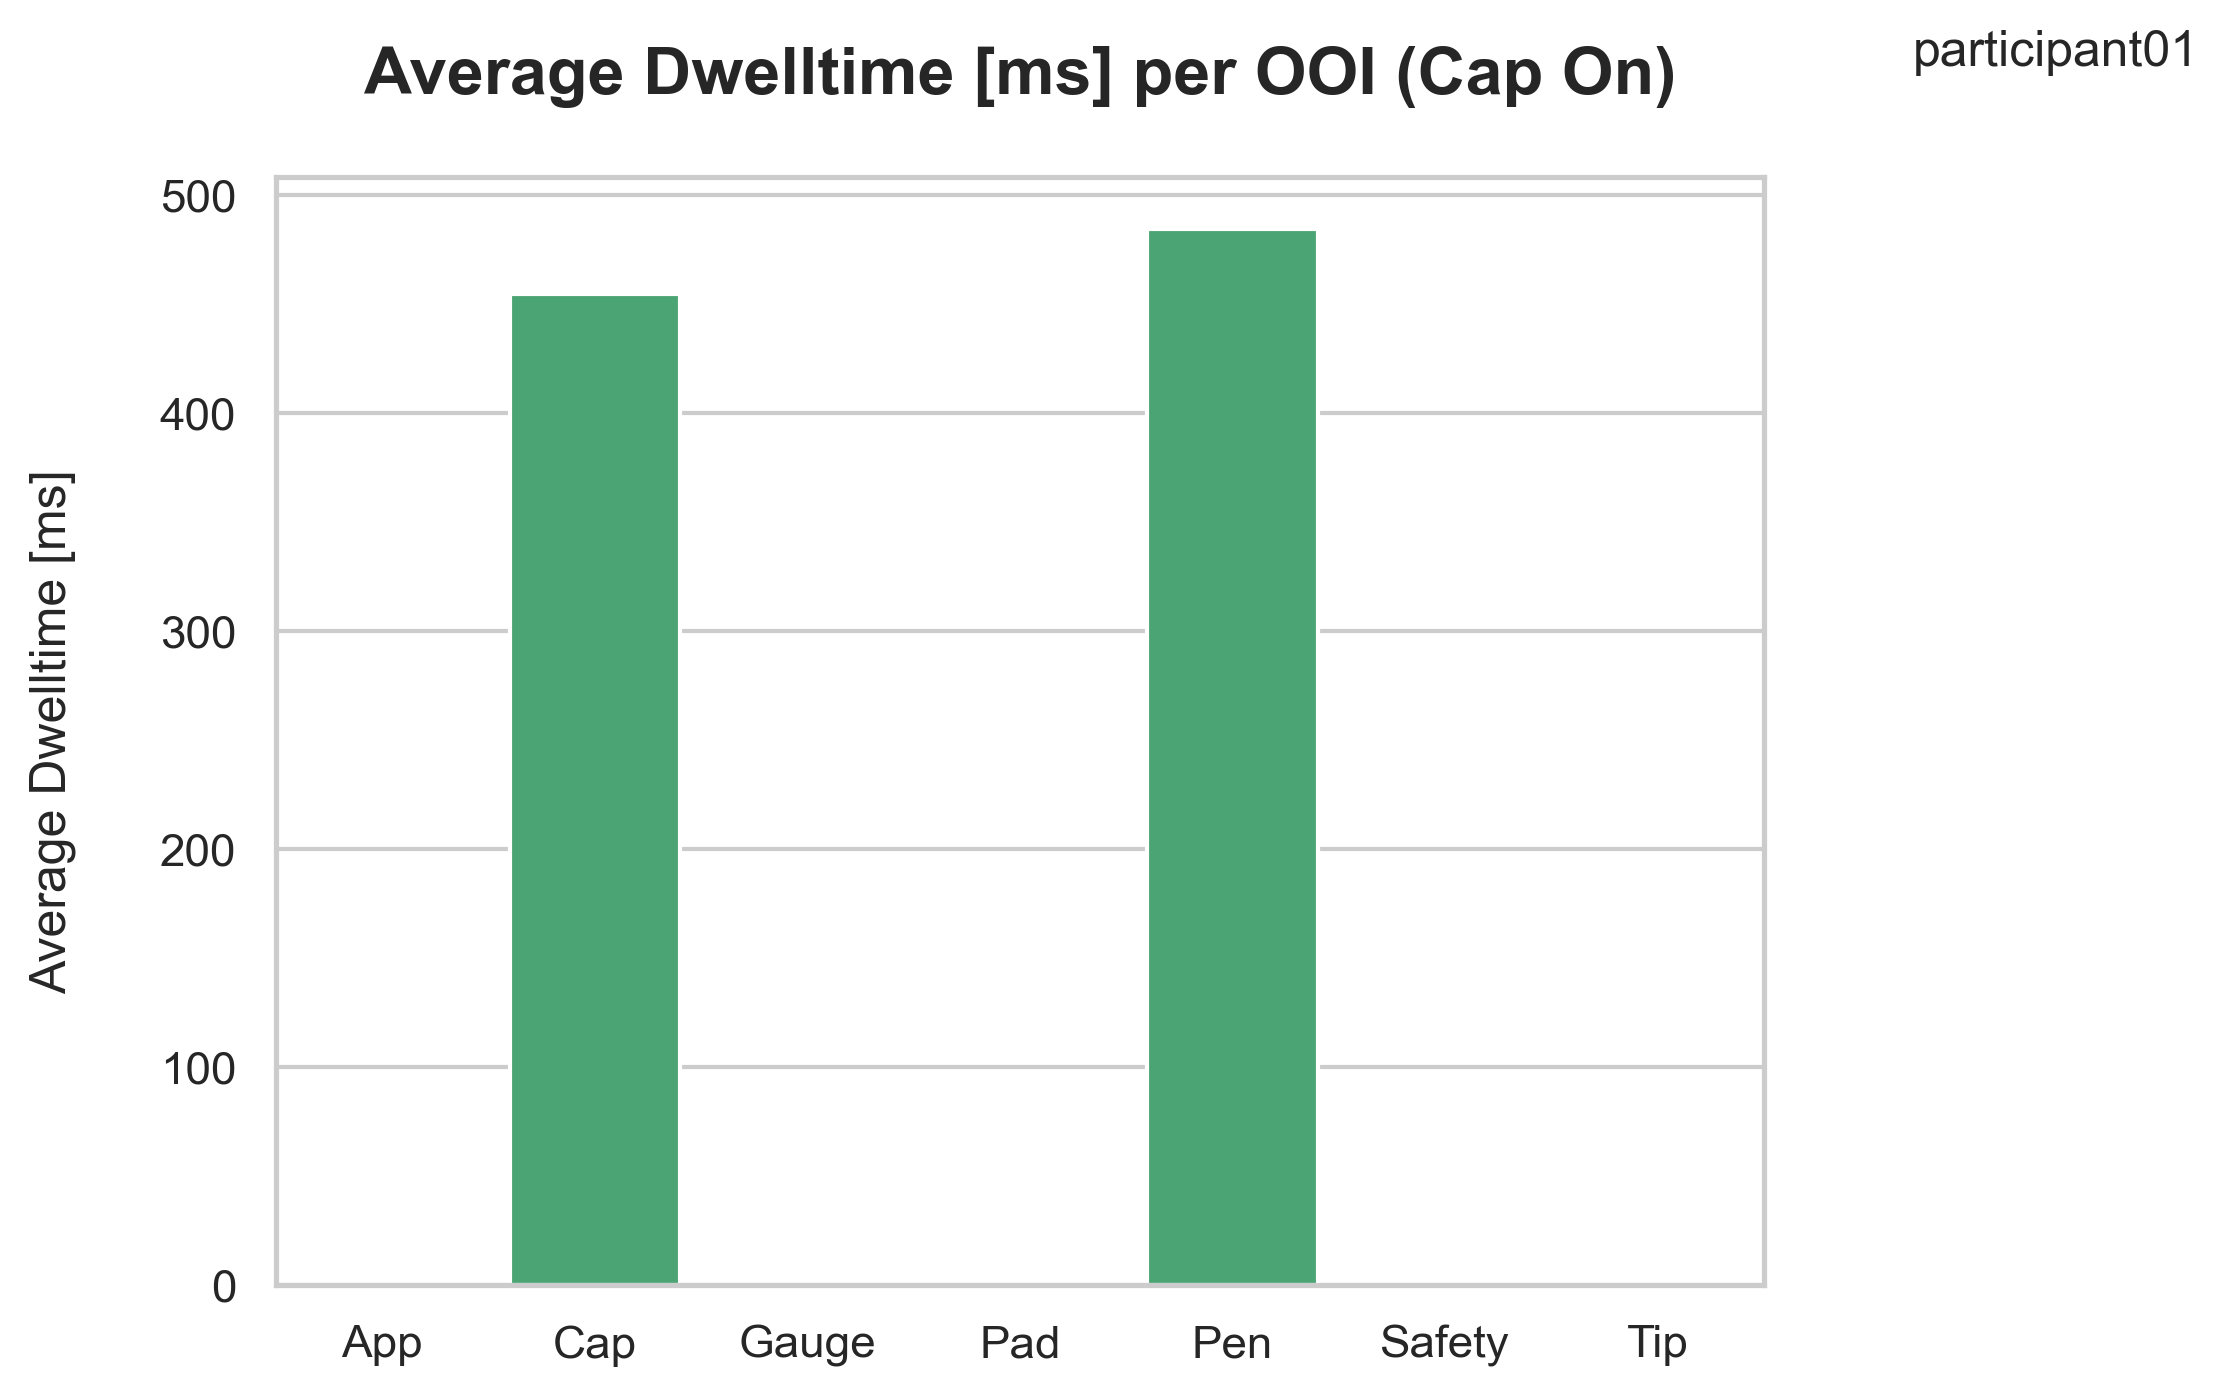 Average Dwelltime [ms] per OOI (Cap On)
participant01
Average Dwelltime [ms]
500
400
300
200
100
0
App Cap Gauge Pad Pen Safety Tip